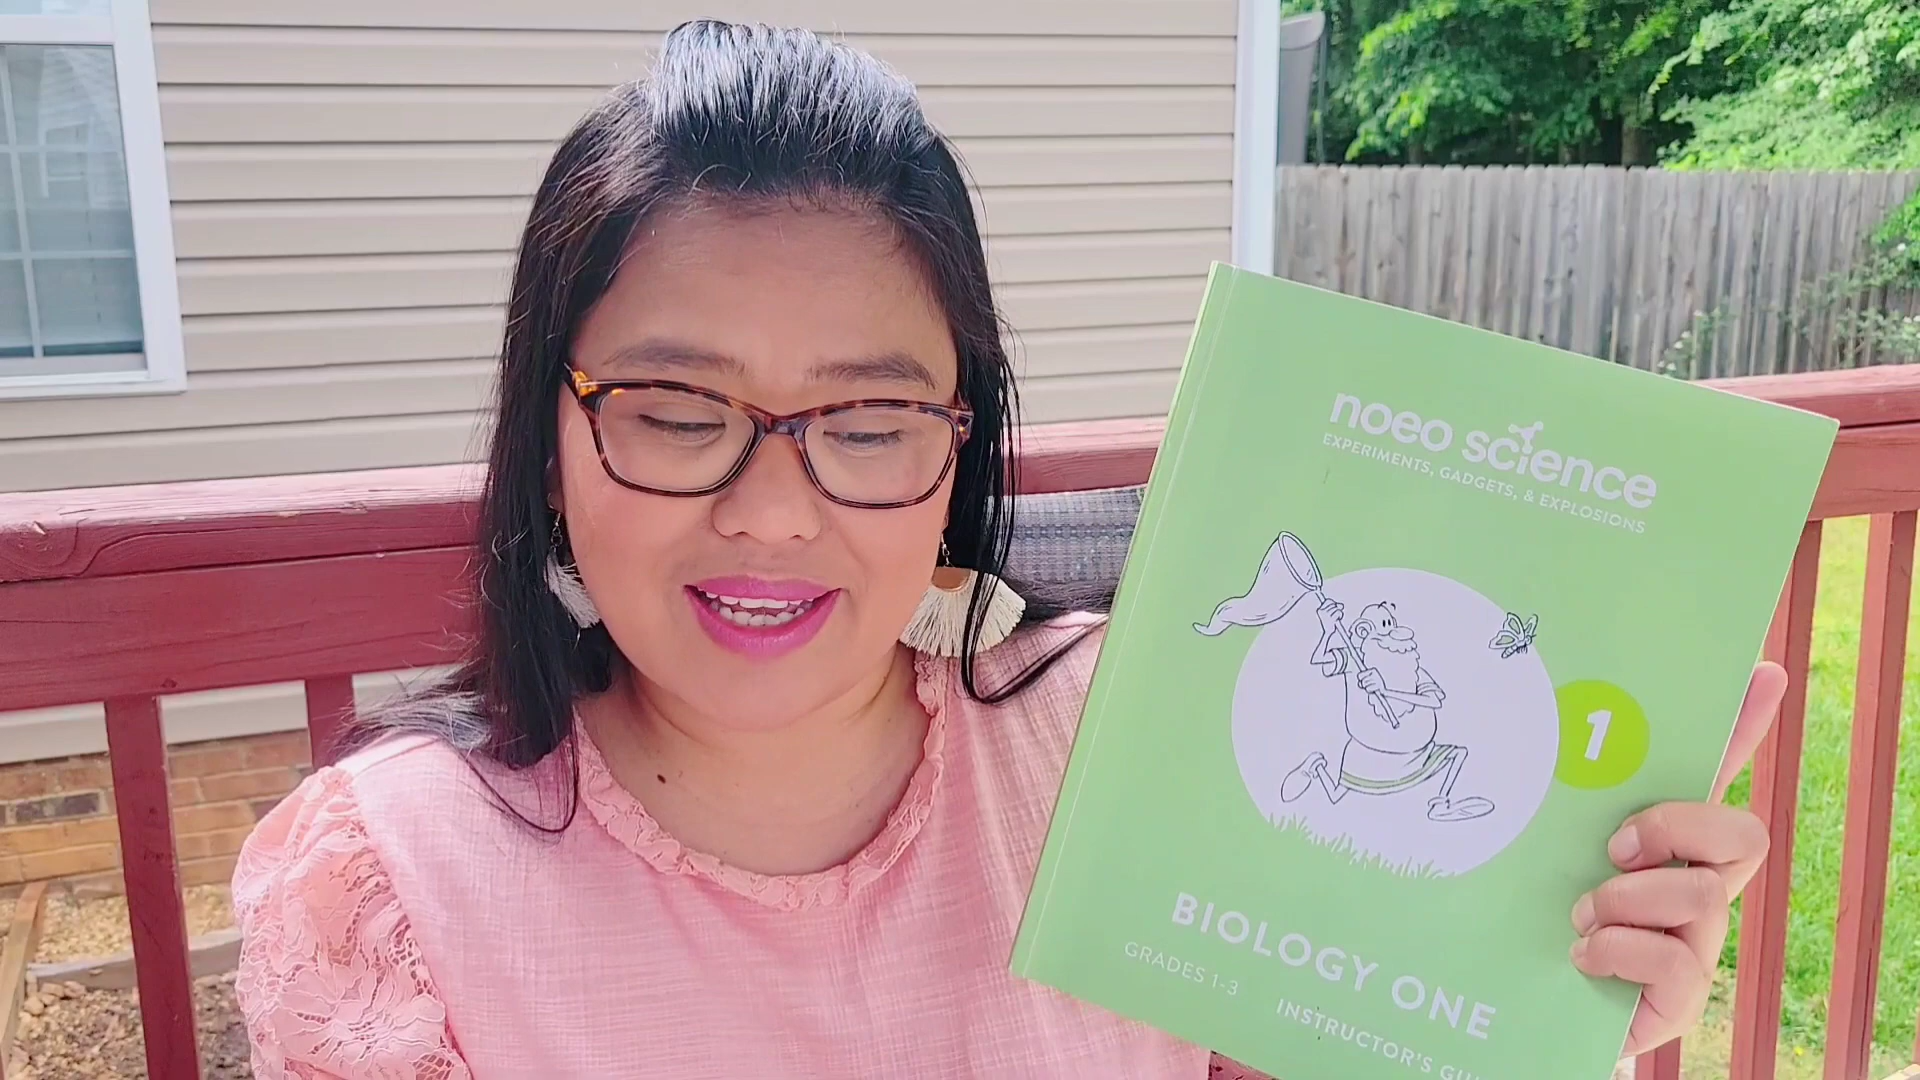 noeo science
EXPERIMENTS, GADGETS, & EXPLOSIONS
1
BIOLOGY ONE
GRADES 1-3 INSTRUCTOR'S